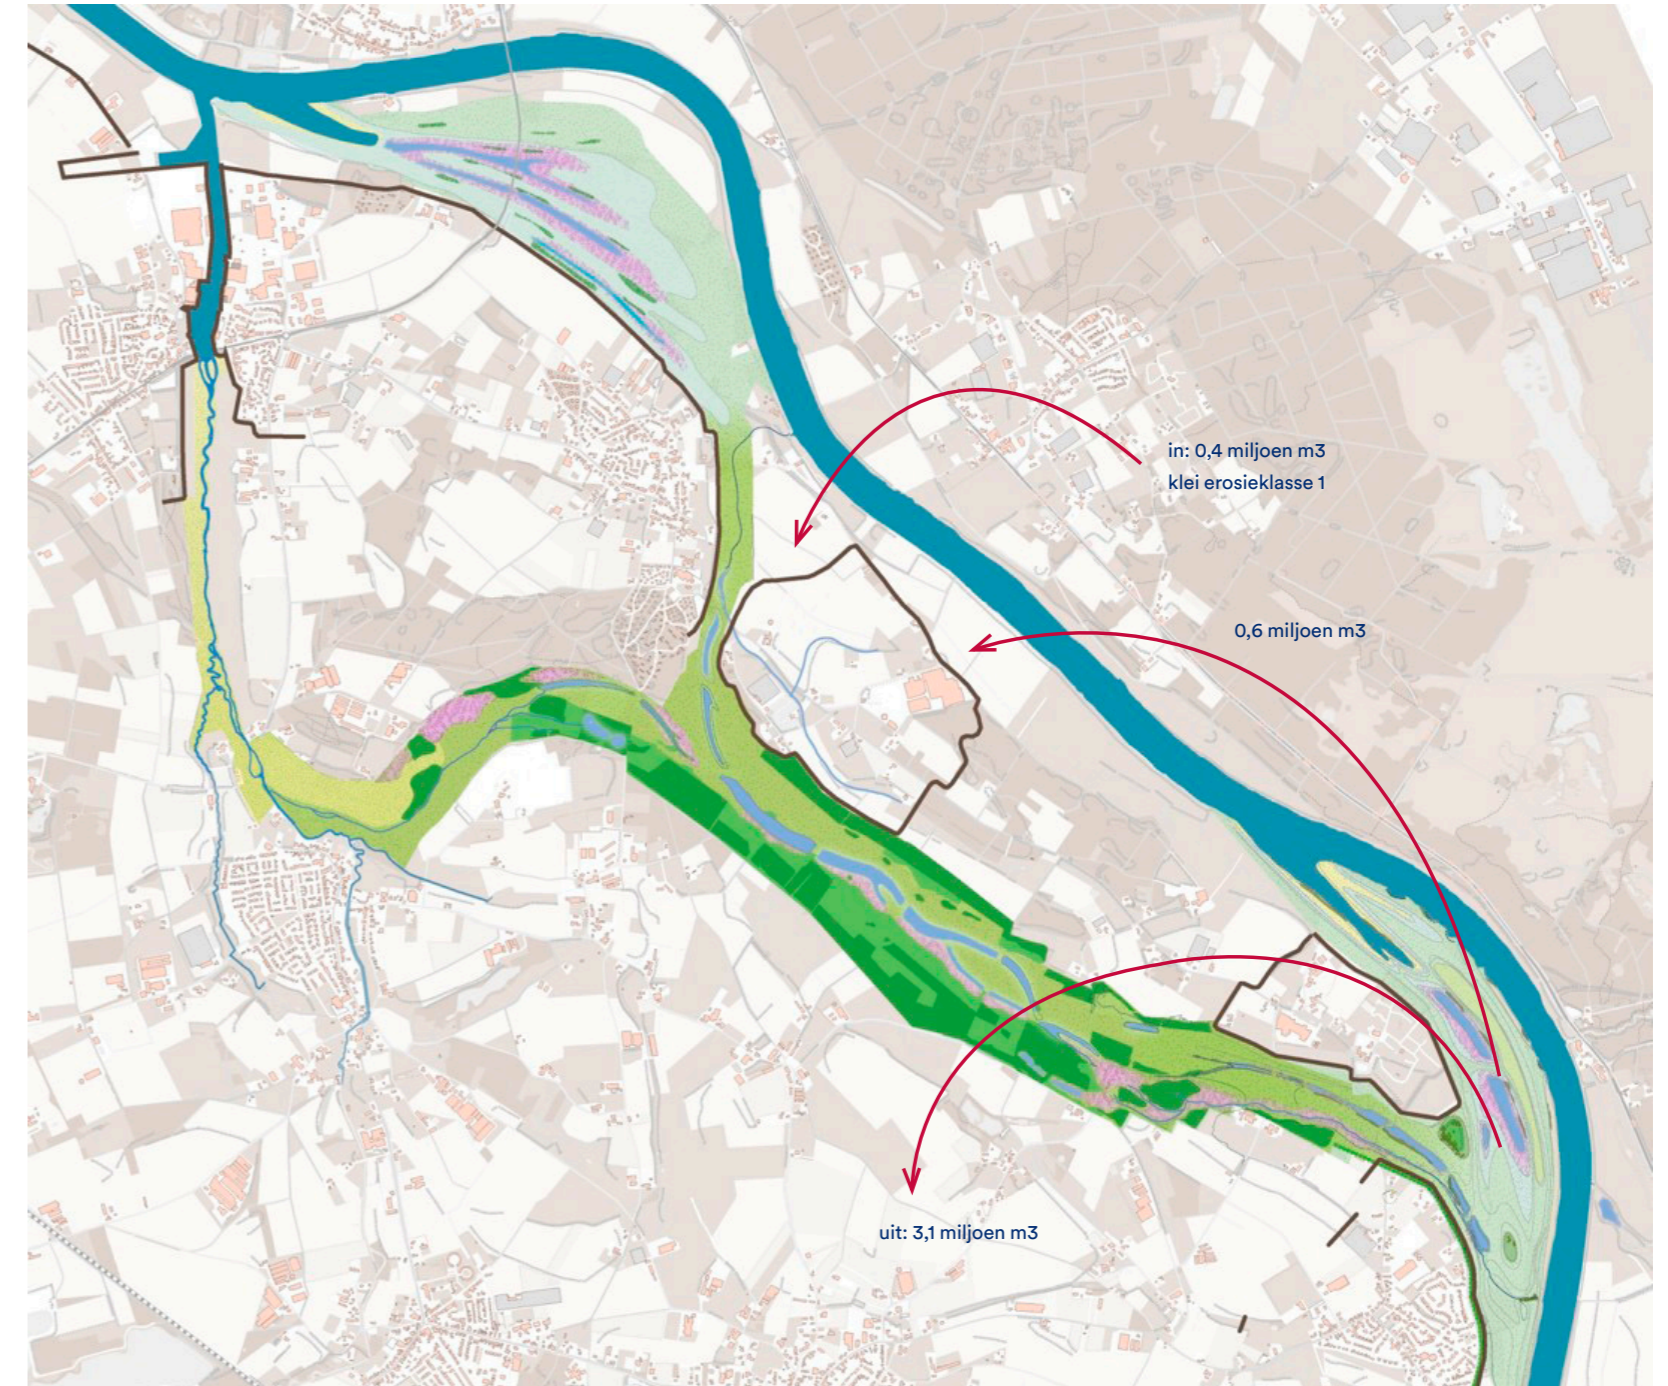 in: 0,4 miljoen m3
klei erosieklasse 1
0,6 miljoen m3
uit: 3,1 miljoen m3